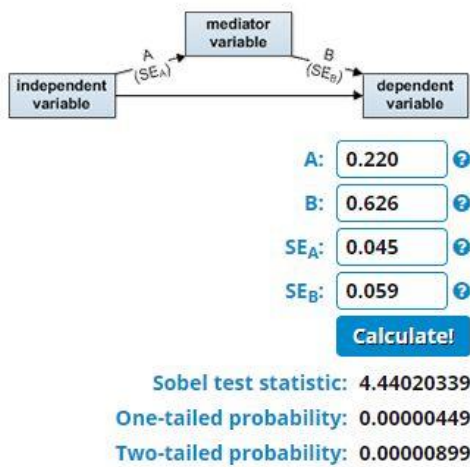 mediator
variable
A
(SEA)
B
(SEB)
independent
variable
dependent
variable
A: 0.220 ?
B: 0.626 ?
SEA: 0.045 ?
SEB: 0.059 ?
Calculate!
Sobel test statistic: 4.44020339
One-tailed probability: 0.00000449
Two-tailed probability: 0.00000899